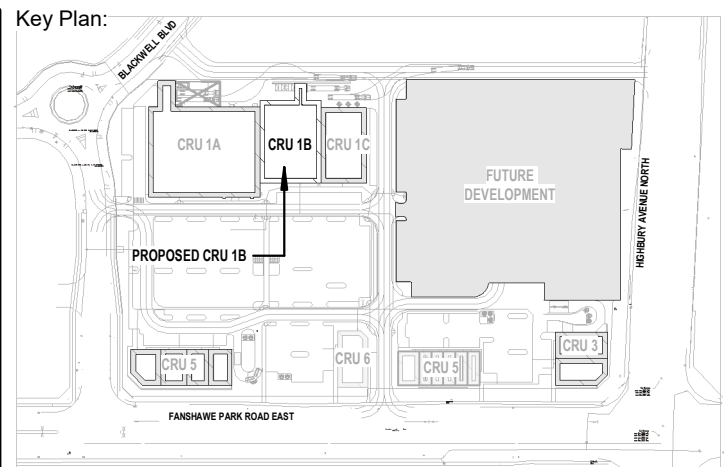 Key Plan:
BLACKWELL BLVD
CRU 1A
CRU 1B
CRU 1C
FUTURE
DEVELOPMENT
HIGHBURY AVENUE NORTH
PROPOSED CRU 1B
CRU 5
CRU 6
CRU 5
CRU 3
FANSHAWE PARK ROAD EAST